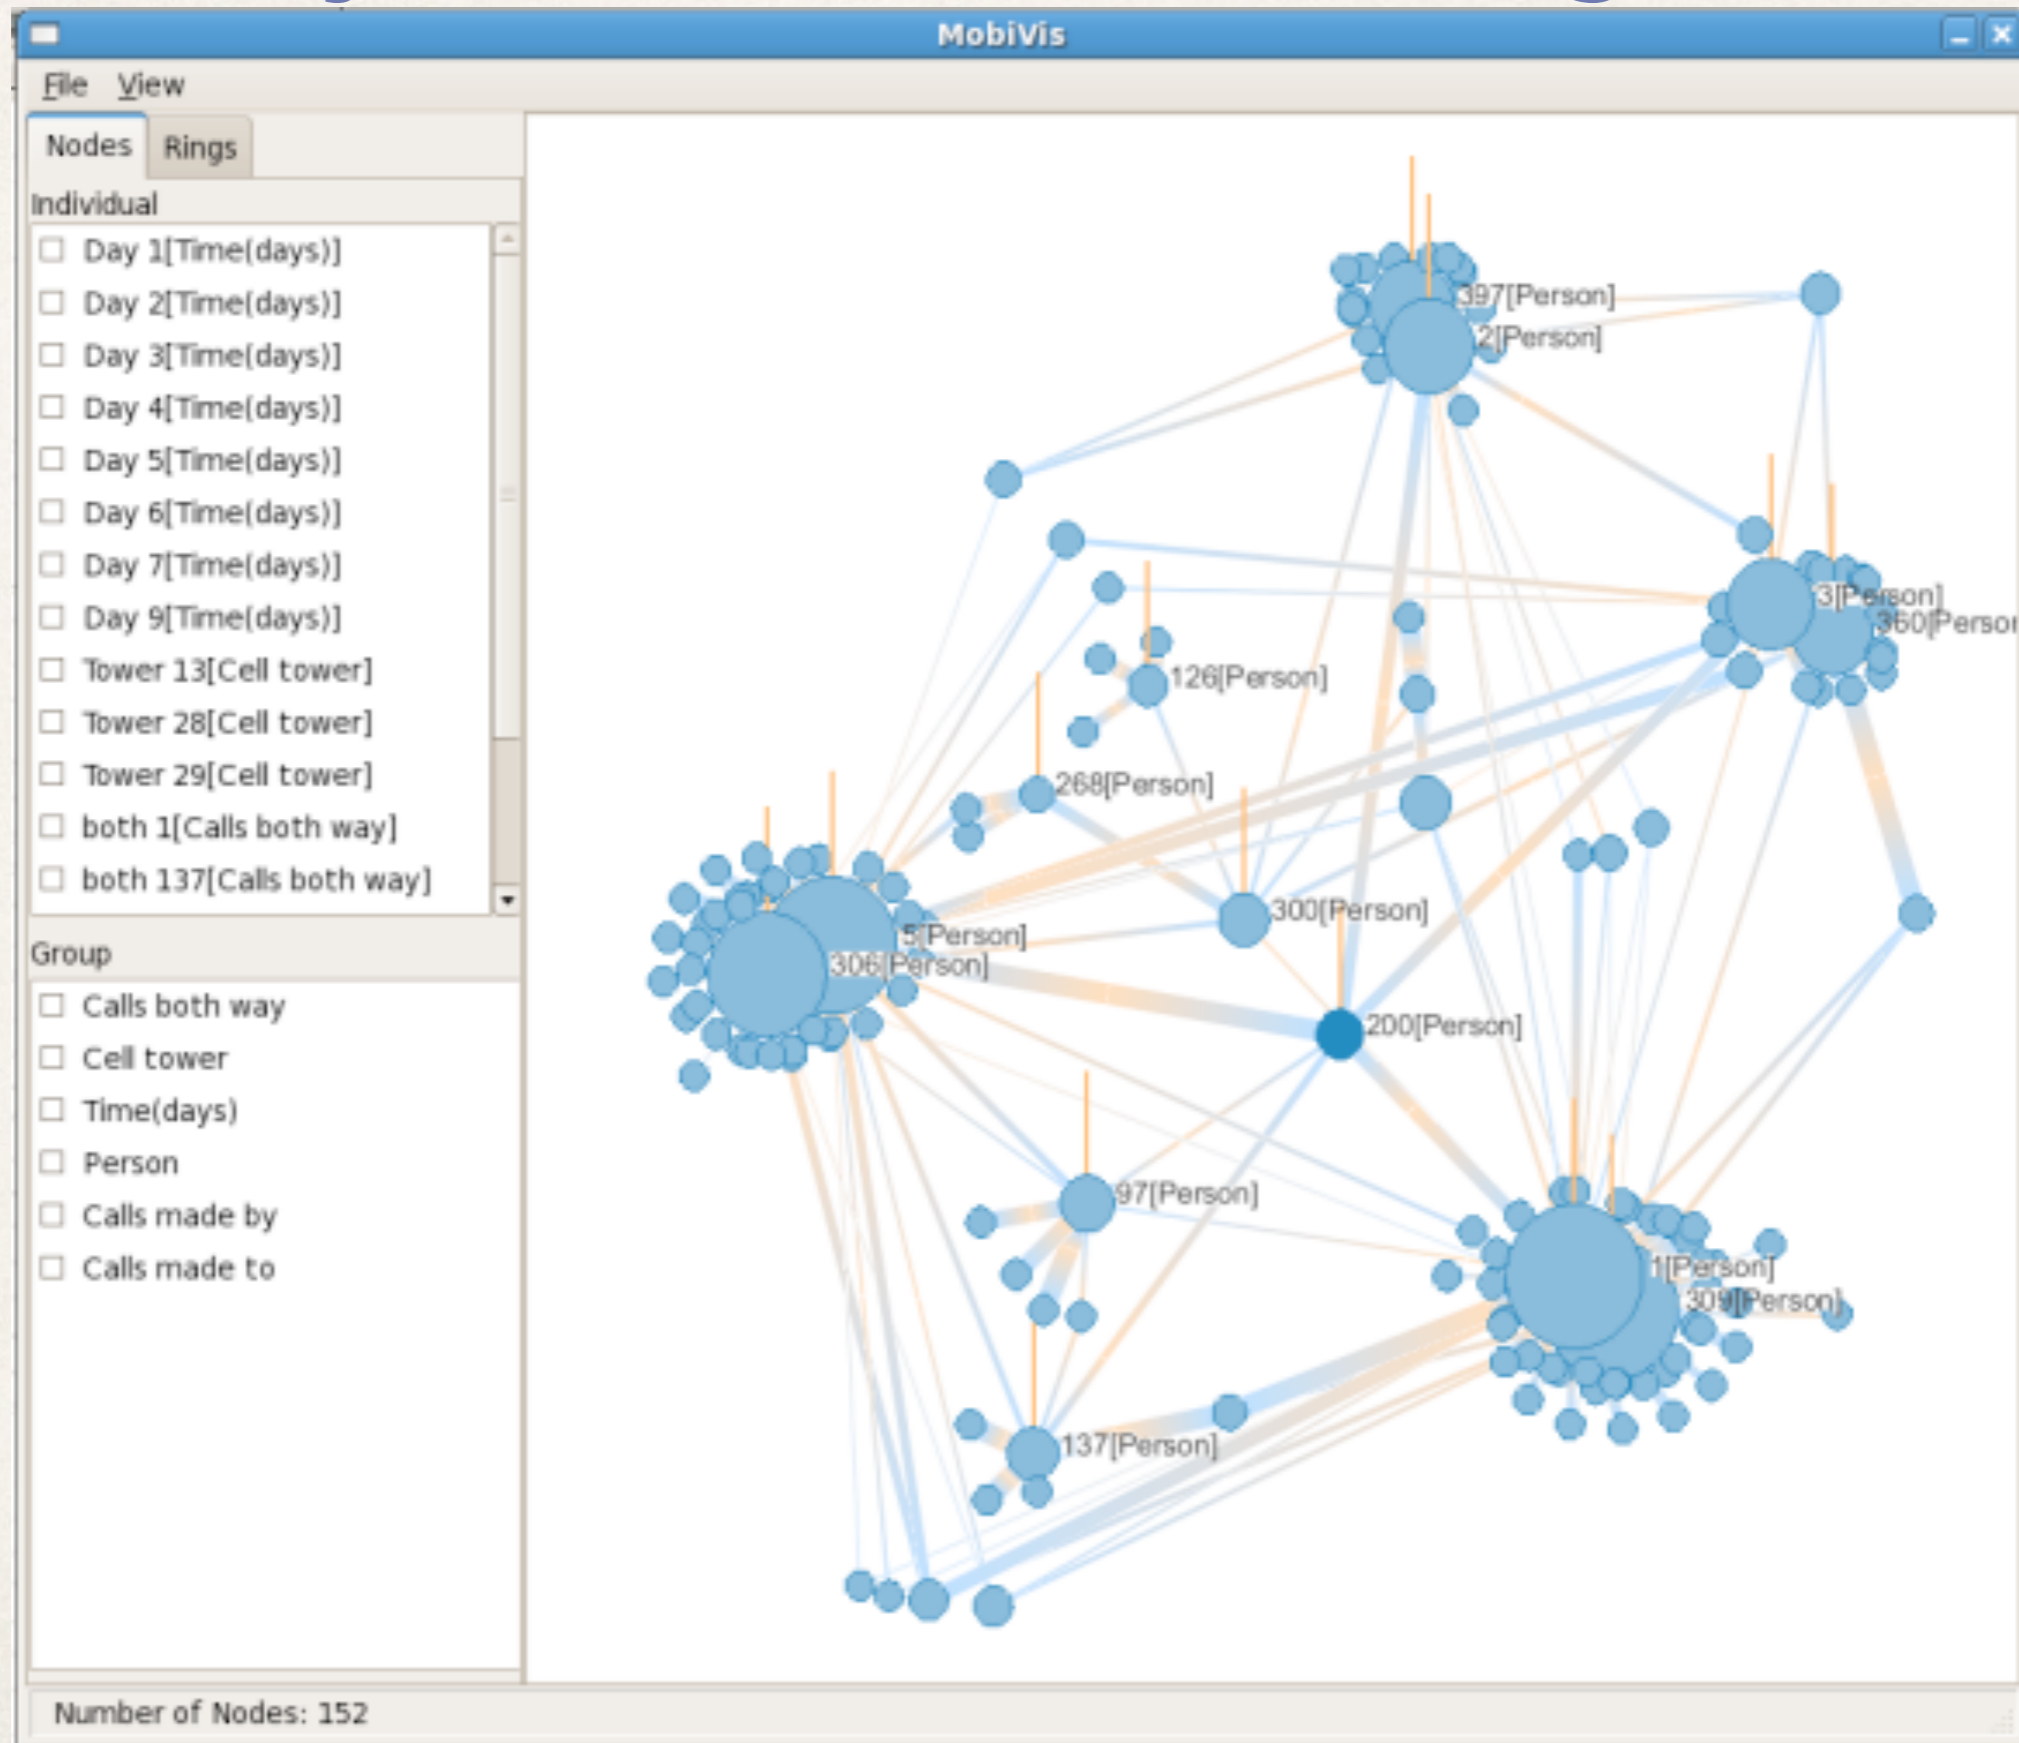 MobiVis
File View
Nodes Rings
Individual
Day 1[Time(days)]
Day 2[Time(days)]
Day 3[Time(days)]
Day 4[Time(days)]
Day 5[Time(days)]
Day 6[Time(days)]
Day 7[Time(days)]
Day 9[Time(days)]
Tower 13[Cell tower]
Tower 28[Cell tower]
Tower 29[Cell tower]
both 1[Calls both way]
both 137[Calls both way]
Group
Calls both way
Cell tower
Time(days)
Person
Calls made by
Calls made to
397[Person]
2[Person]
3[Person]
360[Person
126[Person]
268[Person]
300[Person]
5[Person]
306[Person]
200[Person]
97[Person]
1[Person]
309[Person]
137[Person]
Number of Nodes: 152